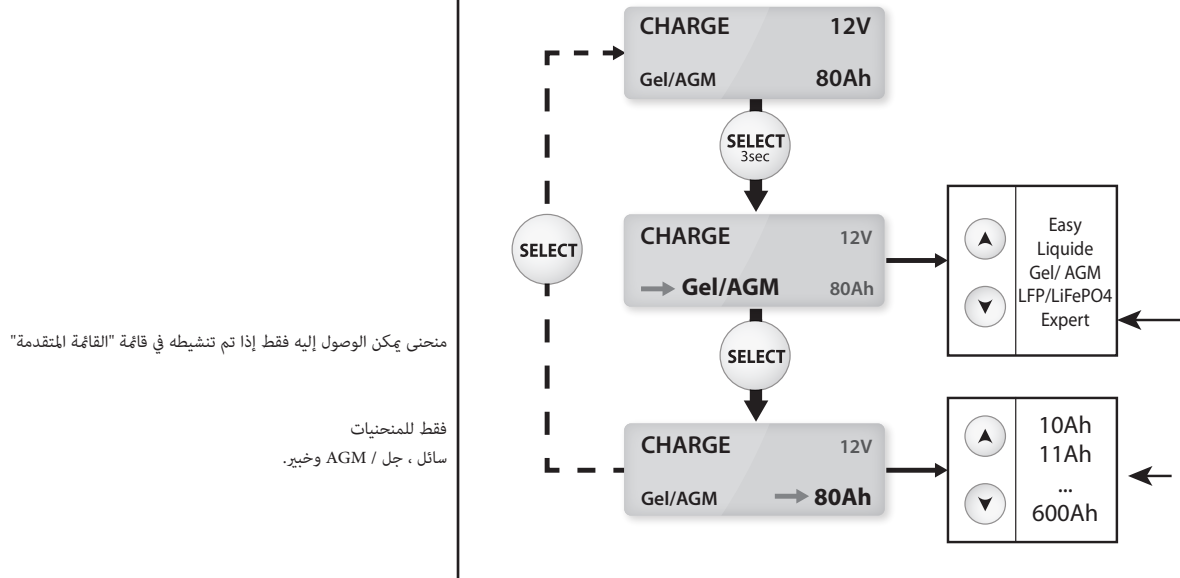 CHARGE 12V
Gel/AGM 80Ah
SELECT
3sec
SELECT
CHARGE 12V
Gel/AGM 80Ah
Easy
Liquide
Gel/ AGM
LFP/LiFePO4
Expert
منحنى يمكن الوصول إليه فقط إذا تم تنشيطه في قائمة "القائمة المتقدمة"
SELECT
فقط للمنحنيات
سائل ، جل / AGM وخبير.
CHARGE 12V
Gel/AGM 80Ah
10Ah
11Ah
...
600Ah